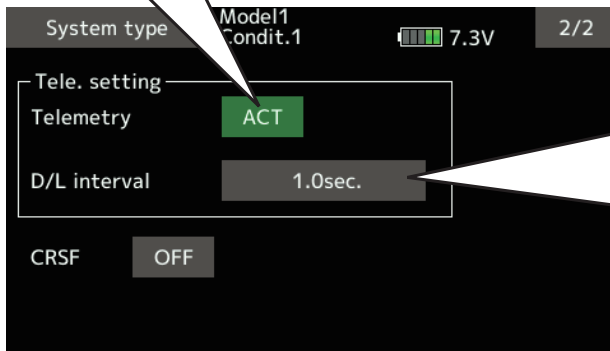 System type
Model1
Condit.1
7.3V
2/2
Tele. setting
Telemetry
ACT
D/L interval
1.0sec.
CRSF
OFF